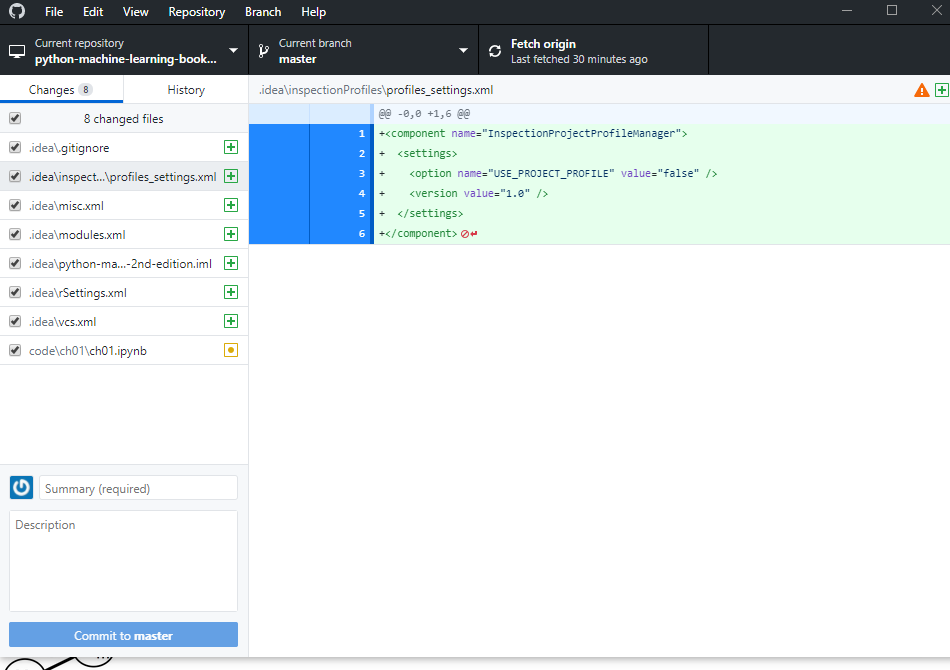 File Edit View Repository Branch Help
Current repository
python-machine-learning-book...
Current branch
master
Fetch origin
Last fetched 30 minutes ago
Changes 8
History
.idea\inspectionProfiles\profiles_settings.xml
8 changed files
.idea\.gitignore
.idea\inspect...\profiles_settings.xml
.idea\misc.xml
.idea\modules.xml
.idea\python-ma...-2nd-edition.iml
.idea\rSettings.xml
.idea\vcs.xml
code\ch01\ch01.ipynb
@@ -0,0 +1,6 @@
1 +<component name="InspectionProjectProfileManager">
2 +  <settings>
3 +    <option name="USE_PROJECT_PROFILE" value="false" />
4 +    <version value="1.0" />
5 +  </settings>
6 +</component>
Summary (required)
Description
Commit to master